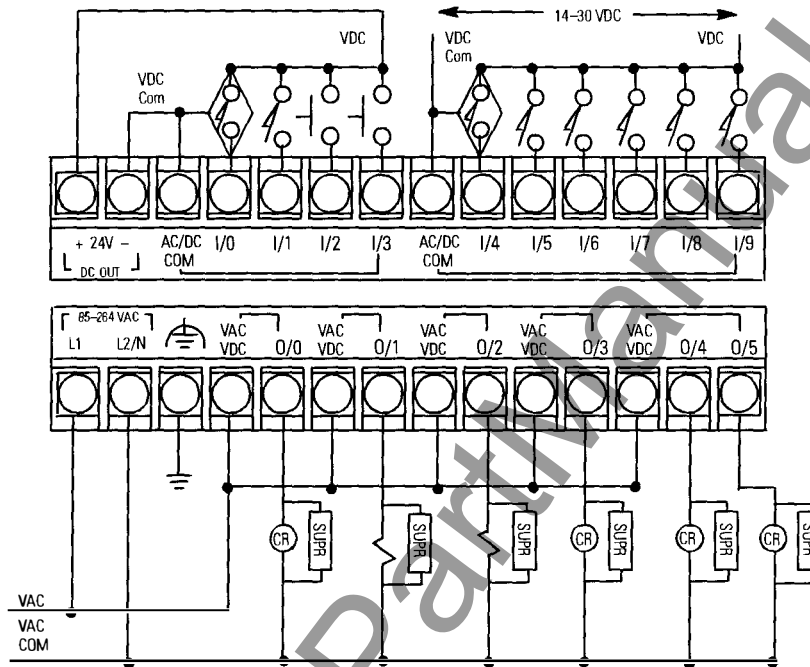 14–30 VDC
VDC
VDC
Com
VDC
VDC
Com
+ 24V –
DC OUT
AC/DC
COM
I/0
I/1
I/2
I/3
AC/DC
COM
I/4
I/5
I/6
I/7
I/8
I/9
85–264 VAC
L1
L2/N
VAC
VDC
O/0
VAC
VDC
O/1
VAC
VDC
O/2
VAC
VDC
O/3
VAC
VDC
O/4
O/5
CR
SUPR
SUPR
SUPR
CR
SUPR
CR
SUPR
CR
SUPR
VAC
VAC
COM
PartManual